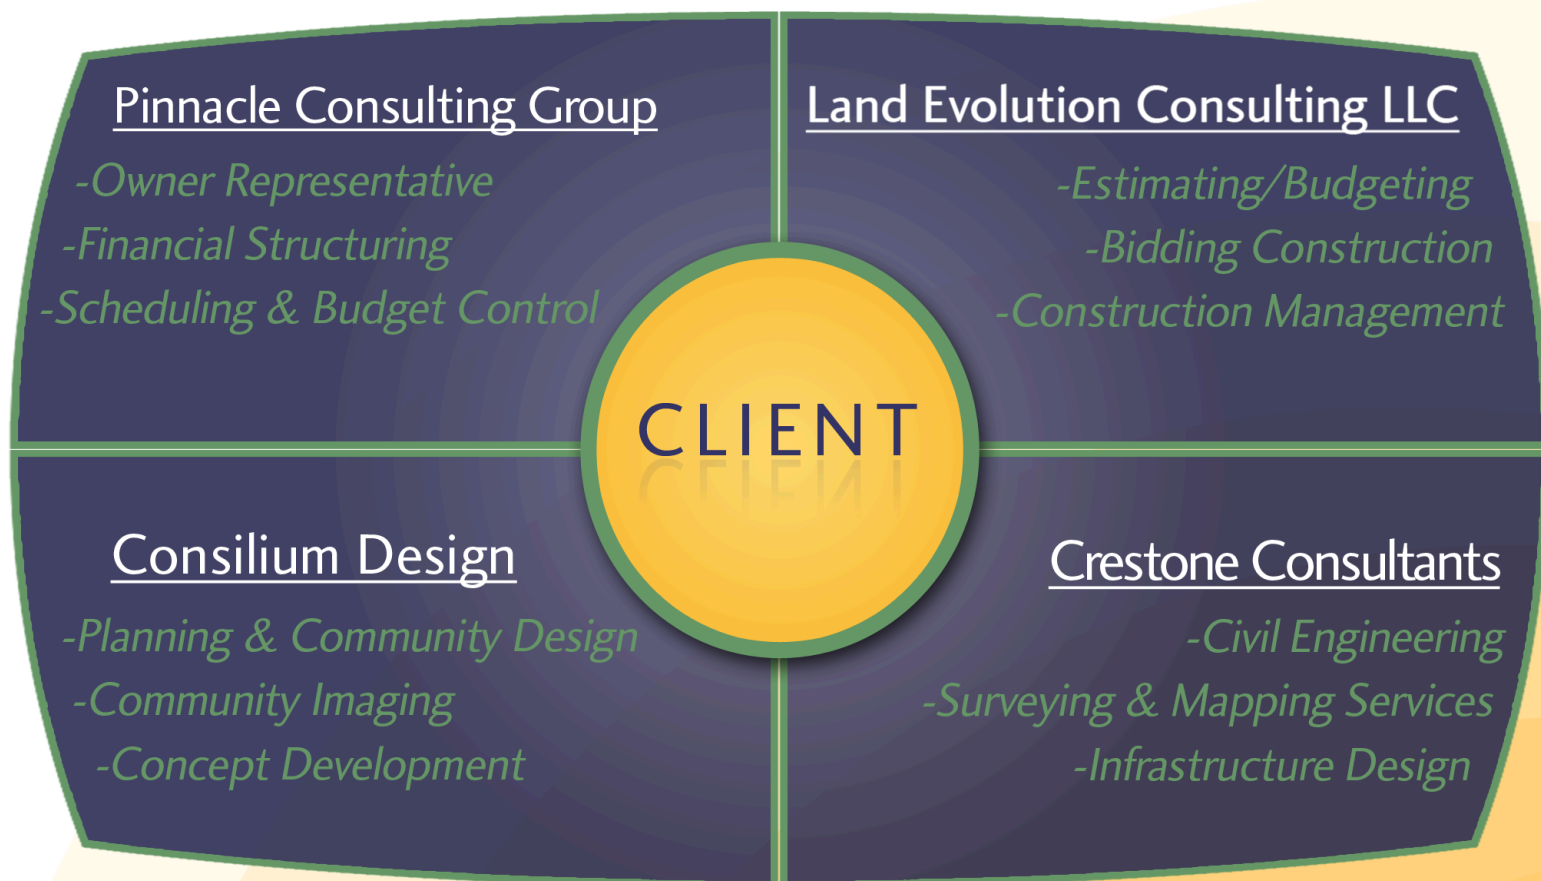 Pinnacle Consulting Group
-Owner Representative
-Financial Structuring
-Scheduling & Budget Control
Land Evolution Consulting LLC
-Estimating/Budgeting
-Bidding Construction
-Construction Management
CLIENT
Consilium Design
-Planning & Community Design
-Community Imaging
-Concept Development
Crestone Consultants
-Civil Engineering
-Surveying & Mapping Services
-Infrastructure Design